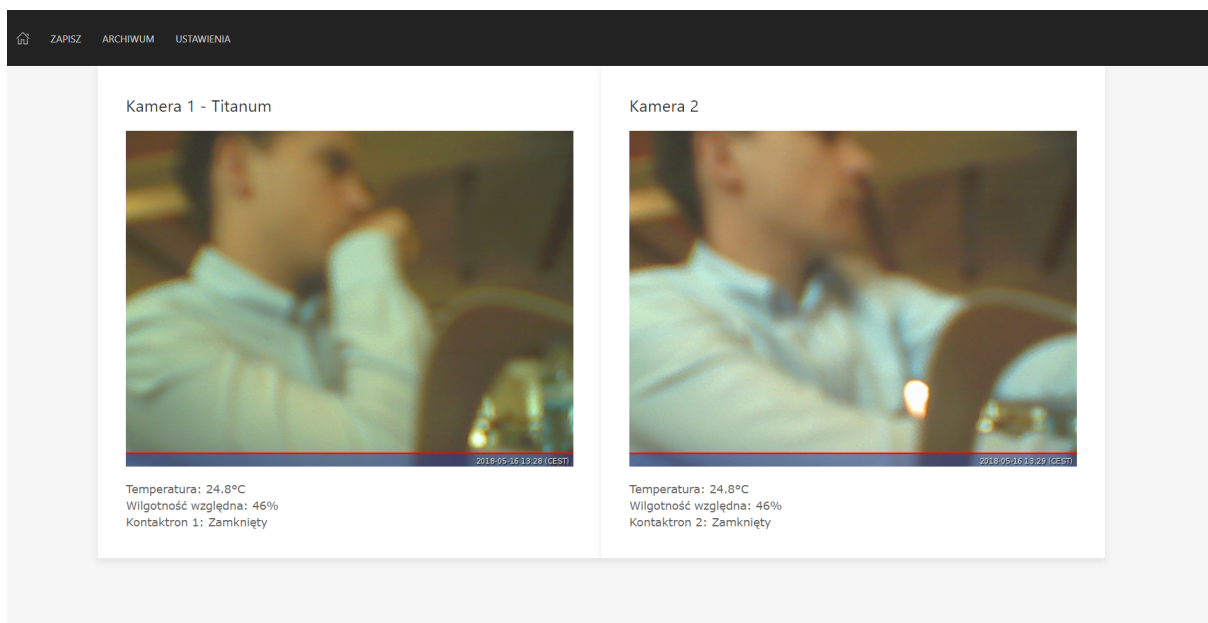 ZAPISZ ARCHIWUM USTAWIENIA
Kamera 1 - Titanum
2018-05-16 13:28 (CEST)
Temperatura: 24.8°C
Wilgotność względna: 46%
Kontaktron 1: Zamknięty
Kamera 2
2018-05-16 13:29 (CEST)
Temperatura: 24.8°C
Wilgotność względna: 46%
Kontaktron 2: Zamknięty